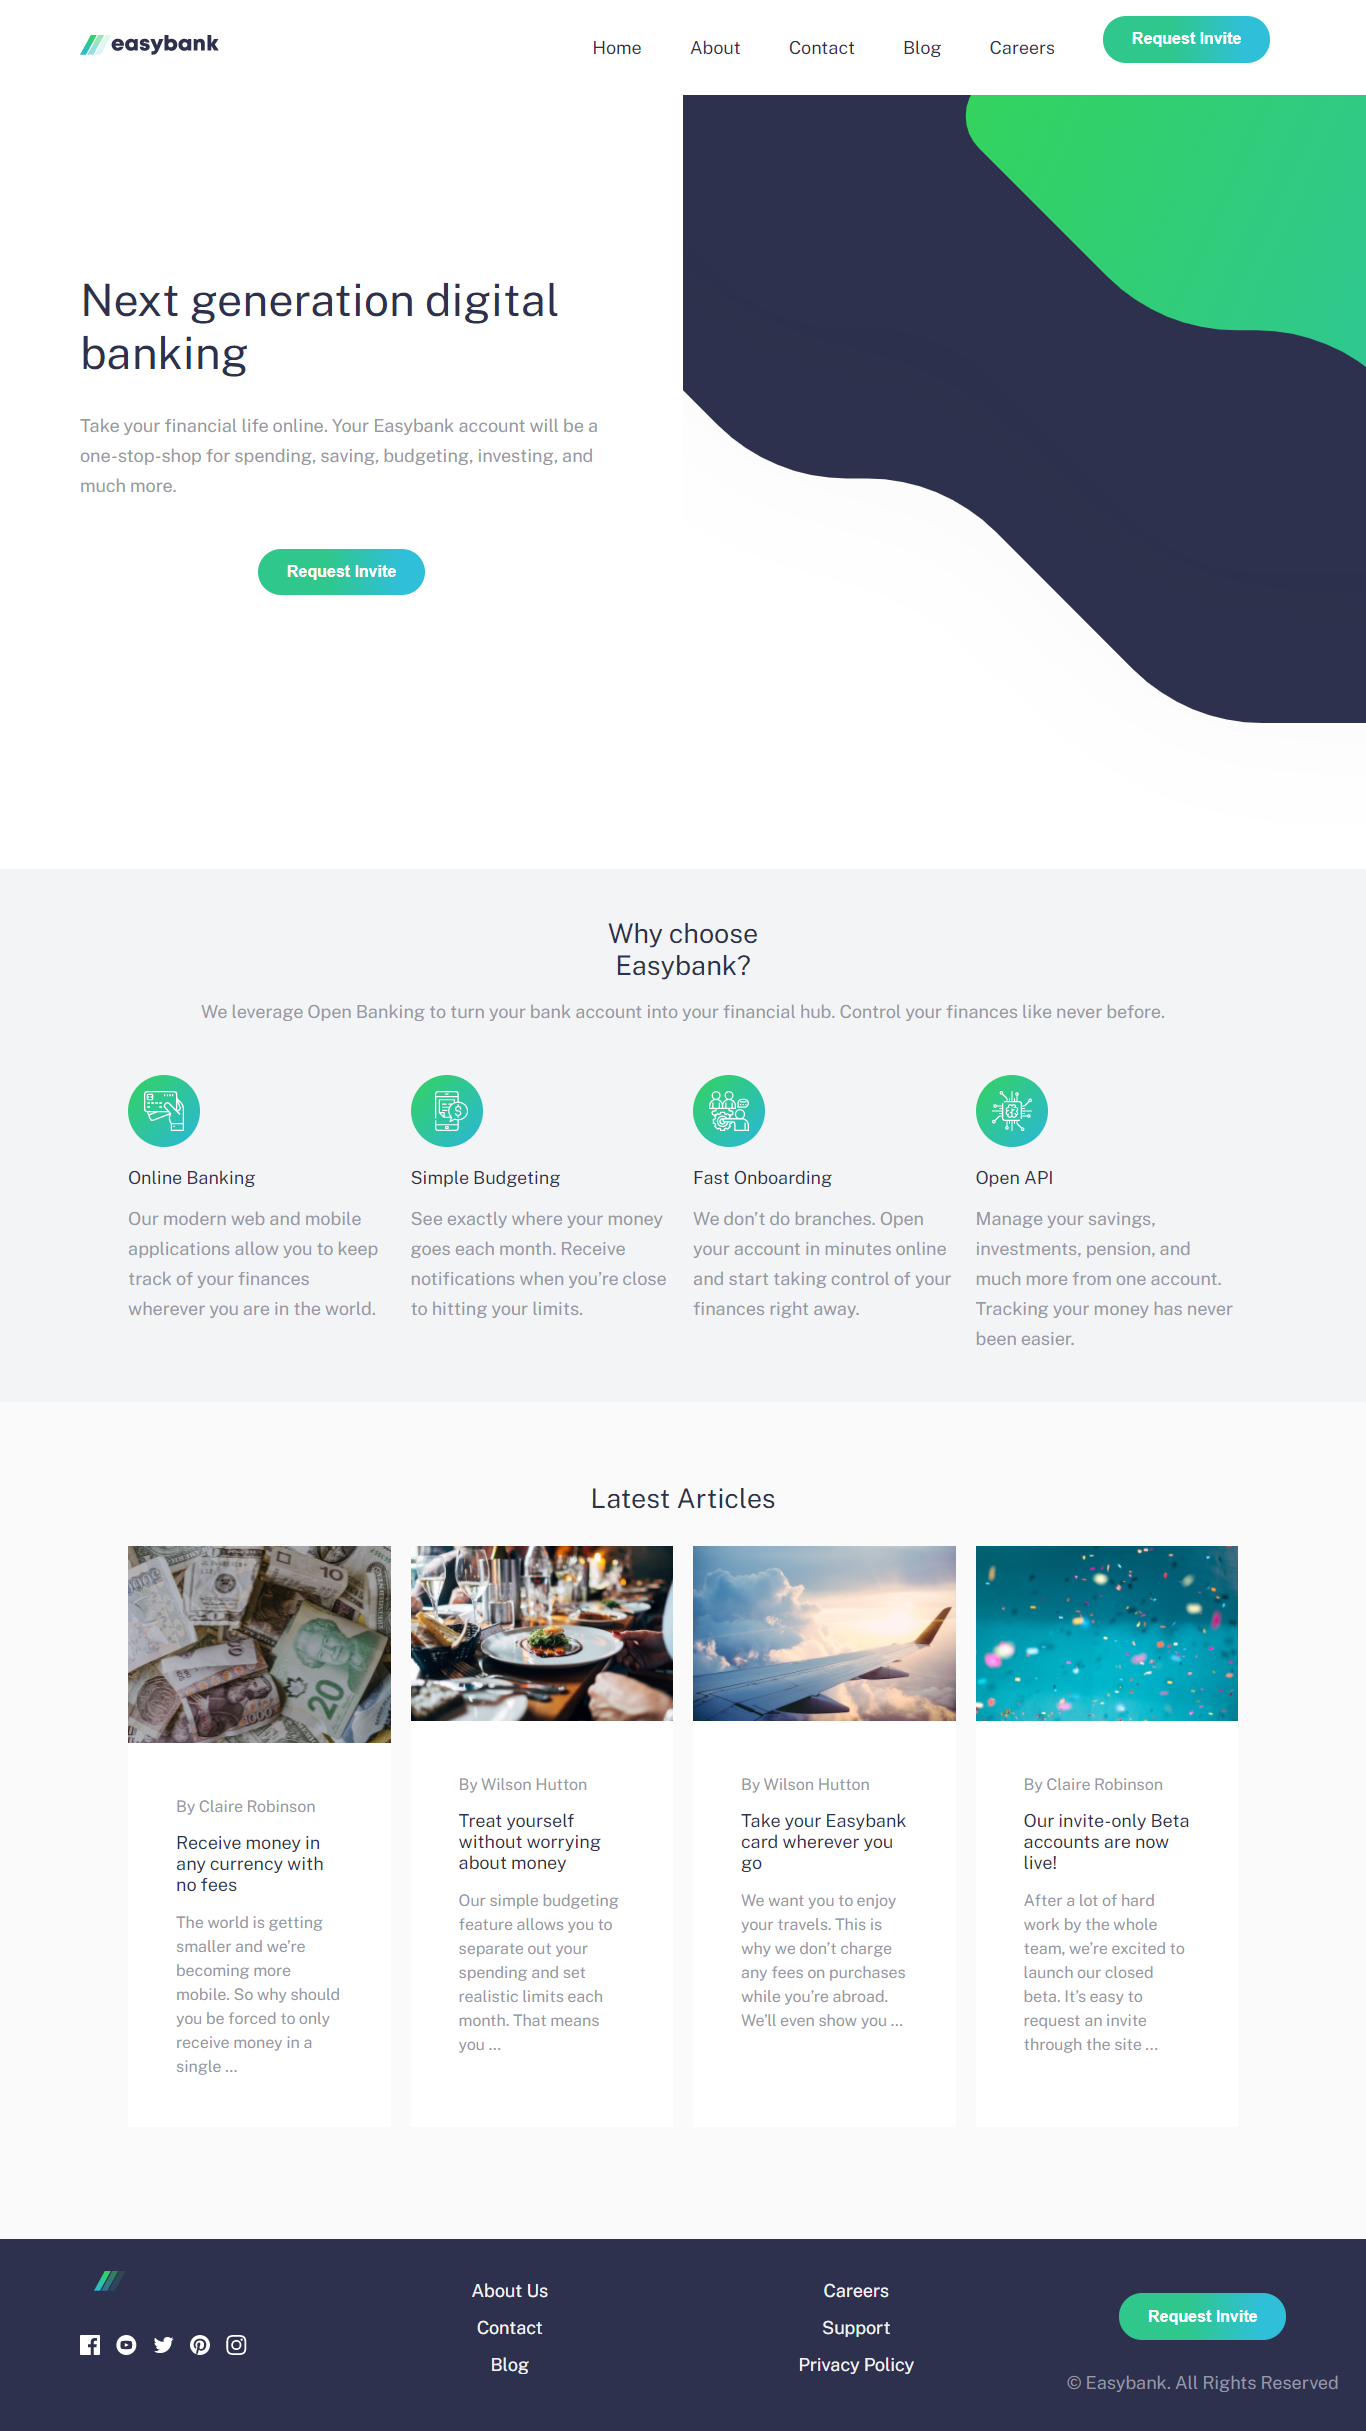 easybank
Home
About
Contact
Blog
Careers
Request Invite
Next generation digital
banking
Take your financial life online. Your Easybank account will be a
one-stop-shop for spending, saving, budgeting, investing, and
much more.
Request Invite
Why choose
Easybank?
We leverage Open Banking to turn your bank account into your financial hub. Control your finances like never before.
Online Banking
Our modern web and mobile
applications allow you to keep
track of your finances
wherever you are in the world.
Simple Budgeting
See exactly where your money
goes each month. Receive
notifications when you’re close
to hitting your limits.
Fast Onboarding
We don’t do branches. Open
your account in minutes online
and start taking control of your
finances right away.
Open API
Manage your savings,
investments, pension, and
much more from one account.
Tracking your money has never
been easier.
Latest Articles
By Claire Robinson
Receive money in
any currency with
no fees
The world is getting
smaller and we’re
becoming more
mobile. So why should
you be forced to only
receive money in a
single …
By Wilson Hutton
Treat yourself
without worrying
about money
Our simple budgeting
feature allows you to
separate out your
spending and set
realistic limits each
month. That means
you …
By Wilson Hutton
Take your Easybank
card wherever you
go
We want you to enjoy
your travels. This is
why we don’t charge
any fees on purchases
while you’re abroad.
We’ll even show you …
By Claire Robinson
Our invite-only Beta
accounts are now
live!
After a lot of hard
work by the whole
team, we’re excited to
launch our closed
beta. It’s easy to
request an invite
through the site …
About Us
Contact
Blog
Careers
Support
Privacy Policy
Request Invite
© Easybank. All Rights Reserved